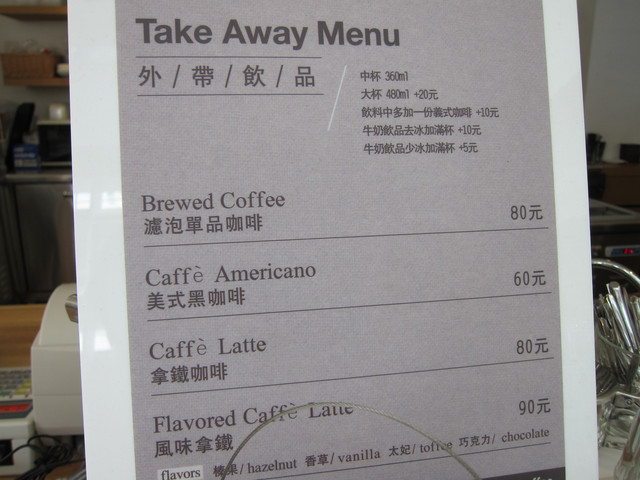 Take Away Menu
外 / 帶 / 飲 / 品
中杯 360ml
大杯 480ml +20元
飲料中多加一份義式咖啡 +10元
牛奶飲品去冰加滿杯 +10元
牛奶飲品少冰加滿杯 +5元
Brewed Coffee
濾泡單品咖啡 80元
Caffè Americano
美式黑咖啡 60元
Caffè Latte
拿鐵咖啡 80元
Flavored Caffè Latte 90元
風味拿鐵
flavors 榛果/ hazelnut 香草/ vanilla 太妃/ toffee 巧克力/ chocolate